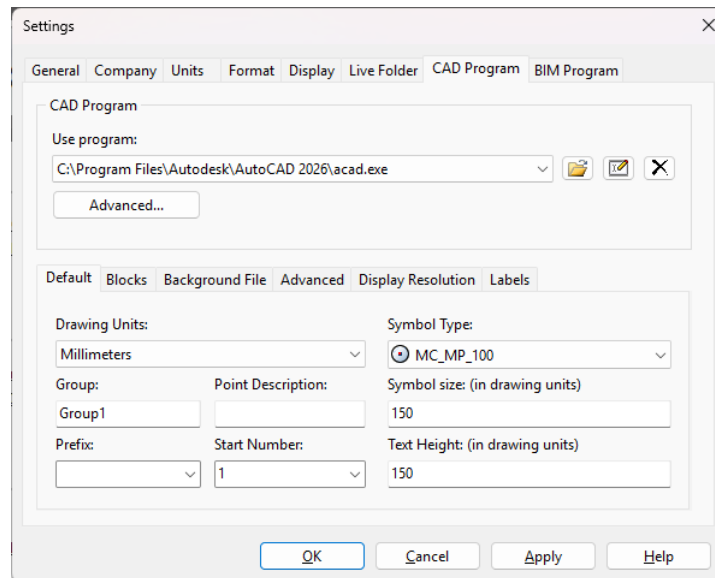 Settings
General Company Units Format Display Live Folder CAD Program BIM Program
CAD Program
Use program:
C:\Program Files\Autodesk\AutoCAD 2026\acad.exe
Advanced...
Default Blocks Background File Advanced Display Resolution Labels
Drawing Units: Symbol Type:
Millimeters MC_MP_100
Group: Point Description: Symbol size: (in drawing units)
Group1 150
Prefix: Start Number: Text Height: (in drawing units)
1 150
OK Cancel Apply Help